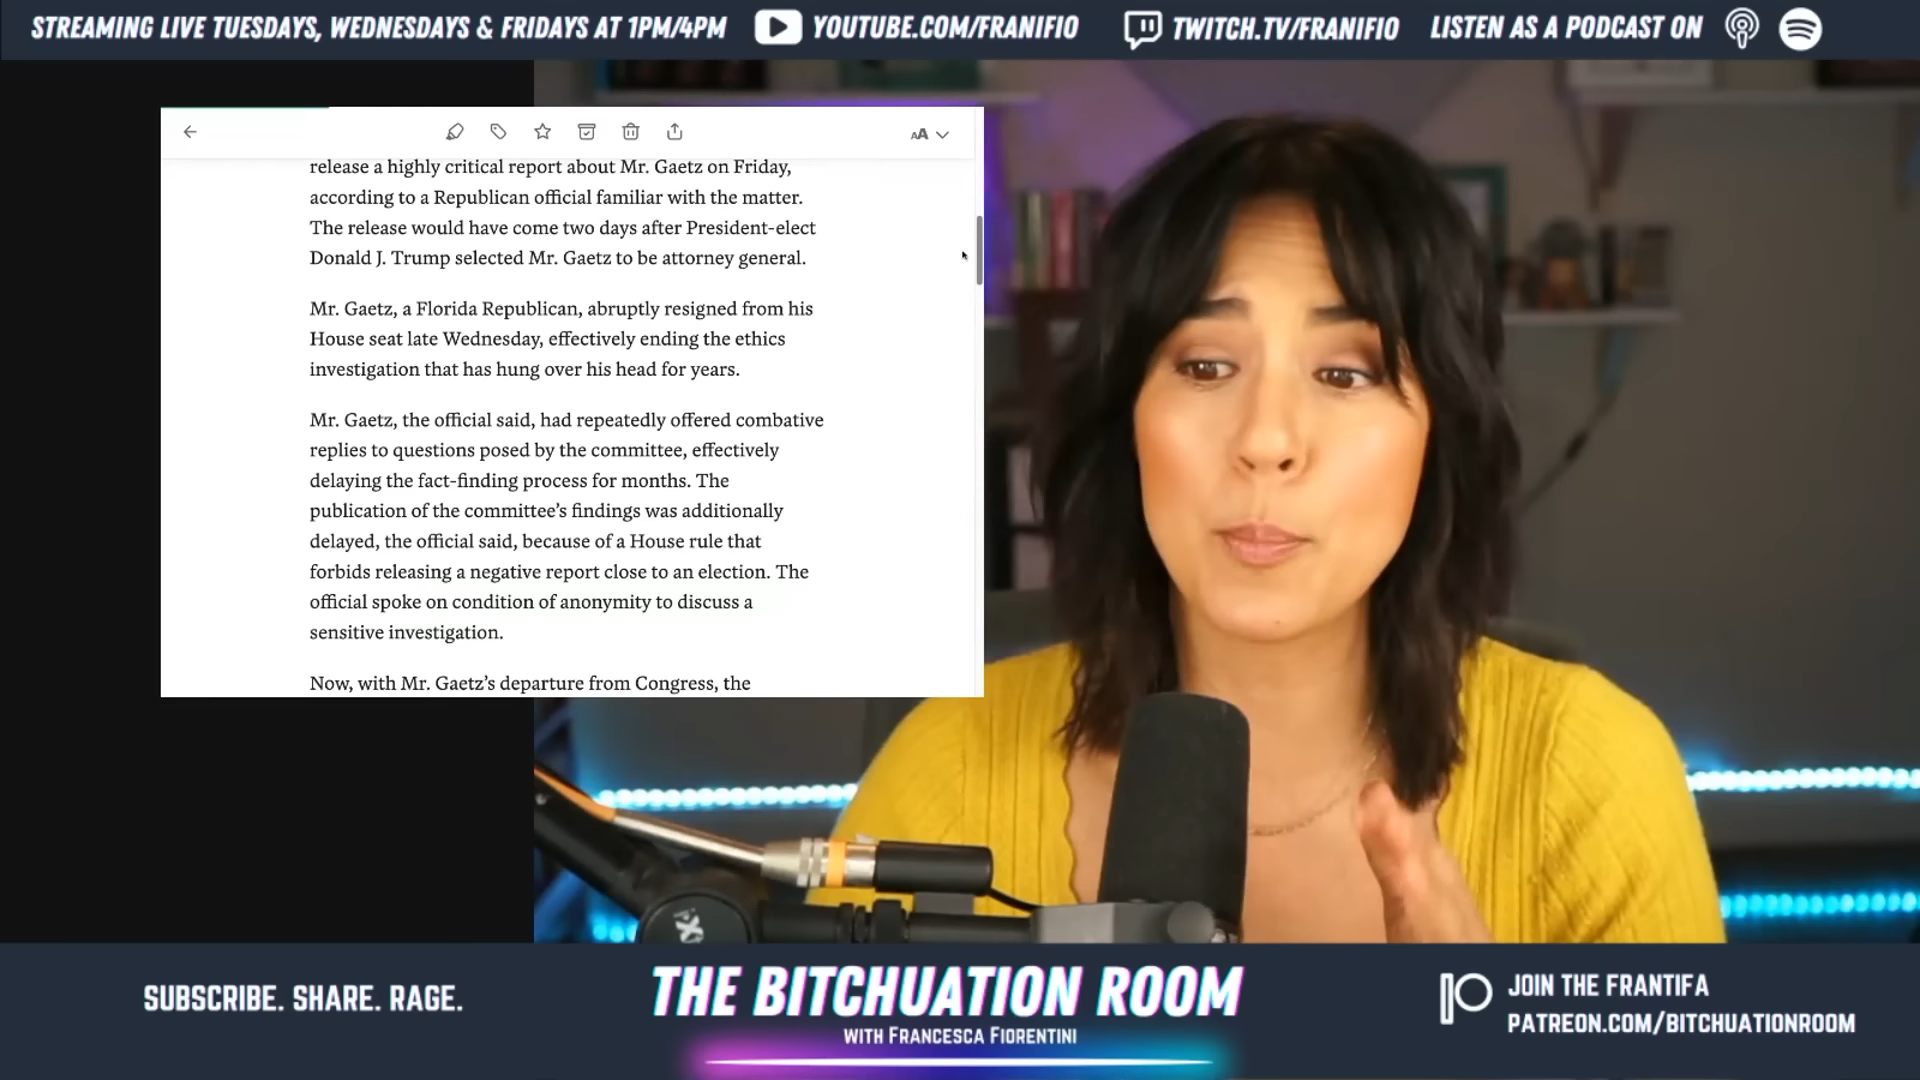 STREAMING LIVE TUESDAYS, WEDNESDAYS & FRIDAYS AT 1PM/4PM
YOUTUBE.COM/FRANIFIO
TWITCH.TV/FRANIFIO
LISTEN AS A PODCAST ON
AA
release a highly critical report about Mr. Gaetz on Friday,
according to a Republican official familiar with the matter.
The release would have come two days after President-elect
Donald J. Trump selected Mr. Gaetz to be attorney general.
Mr. Gaetz, a Florida Republican, abruptly resigned from his
House seat late Wednesday, effectively ending the ethics
investigation that has hung over his head for years.
Mr. Gaetz, the official said, had repeatedly offered combative
replies to questions posed by the committee, effectively
delaying the fact-finding process for months. The
publication of the committee’s findings was additionally
delayed, the official said, because of a House rule that
forbids releasing a negative report close to an election. The
official spoke on condition of anonymity to discuss a
sensitive investigation.
Now, with Mr. Gaetz’s departure from Congress, the
SUBSCRIBE. SHARE. RAGE.
THE BITCHUATION ROOM
WITH FRANCESCA FIORENTINI
JOIN THE FRANTIFA
PATREON.COM/BITCHUATIONROOM